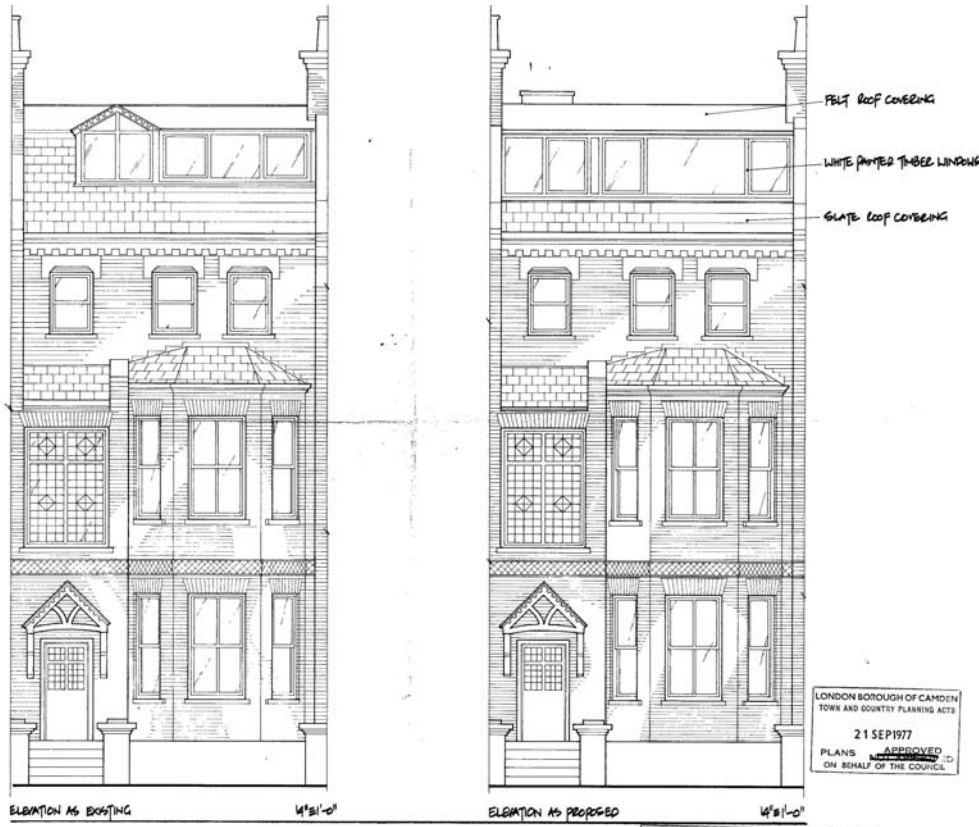 FELT ROOF COVERING
WHITE PAINTED TIMBER WINDOWS
SLATE ROOF COVERING
LONDON BOROUGH OF CAMDEN
TOWN AND COUNTRY PLANNING ACTS
21 SEP 1977
PLANS APPROVED
ON BEHALF OF THE COUNCIL
ELEVATION AS EXISTING
¼"=1'-0"
ELEVATION AS PROPOSED
¼"=1'-0"